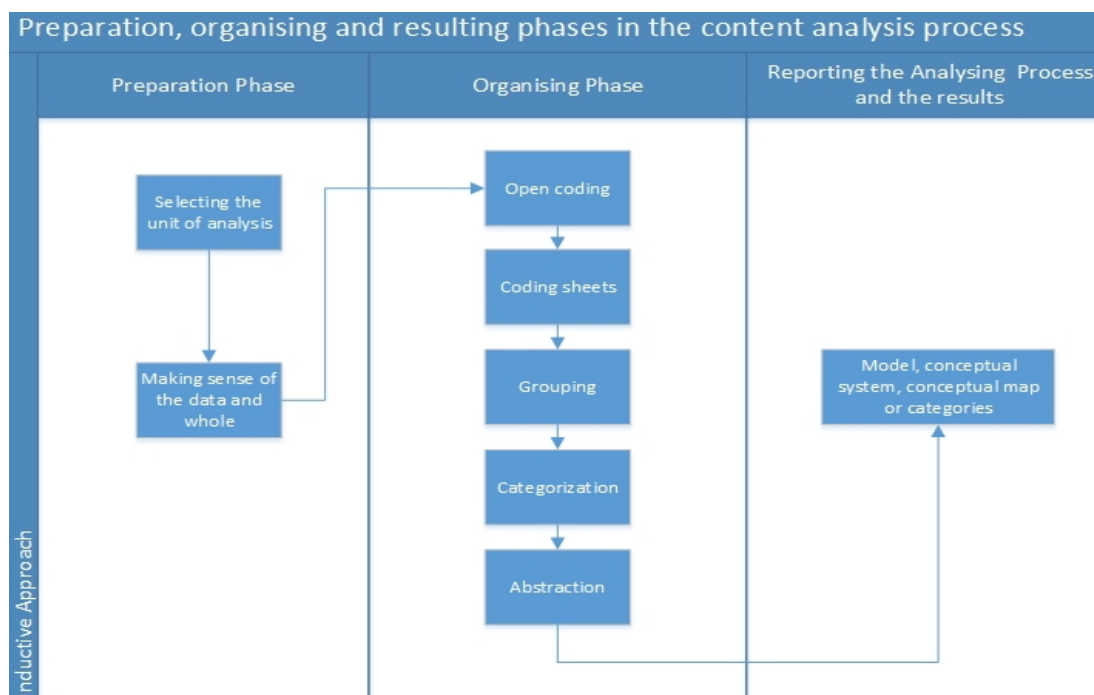 Preparation, organising and resulting phases in the content analysis process
Preparation Phase
Organising Phase
Reporting the Analysing Process
and the results
Selecting the
unit of analysis
Making sense of
the data and
whole
Open coding
Coding sheets
Grouping
Categorization
Abstraction
Model, conceptual
system, conceptual map
or categories
nductive Approach